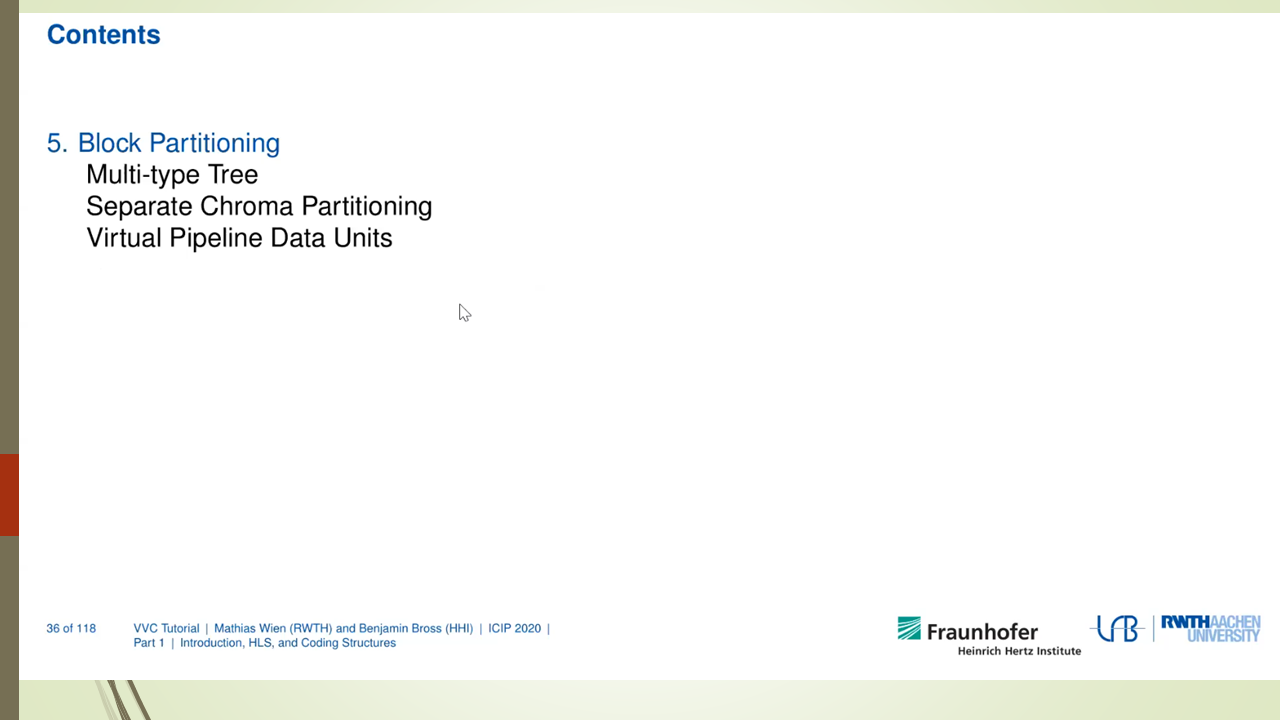 Contents
5. Block Partitioning
Multi-type Tree
Separate Chroma Partitioning
Virtual Pipeline Data Units
36 of 118
VVC Tutorial | Mathias Wien (RWTH) and Benjamin Bross (HHI) | ICIP 2020 |
Part 1 | Introduction, HLS, and Coding Structures
Fraunhofer
Heinrich Hertz Institute
RWTHAACHEN
UNIVERSITY